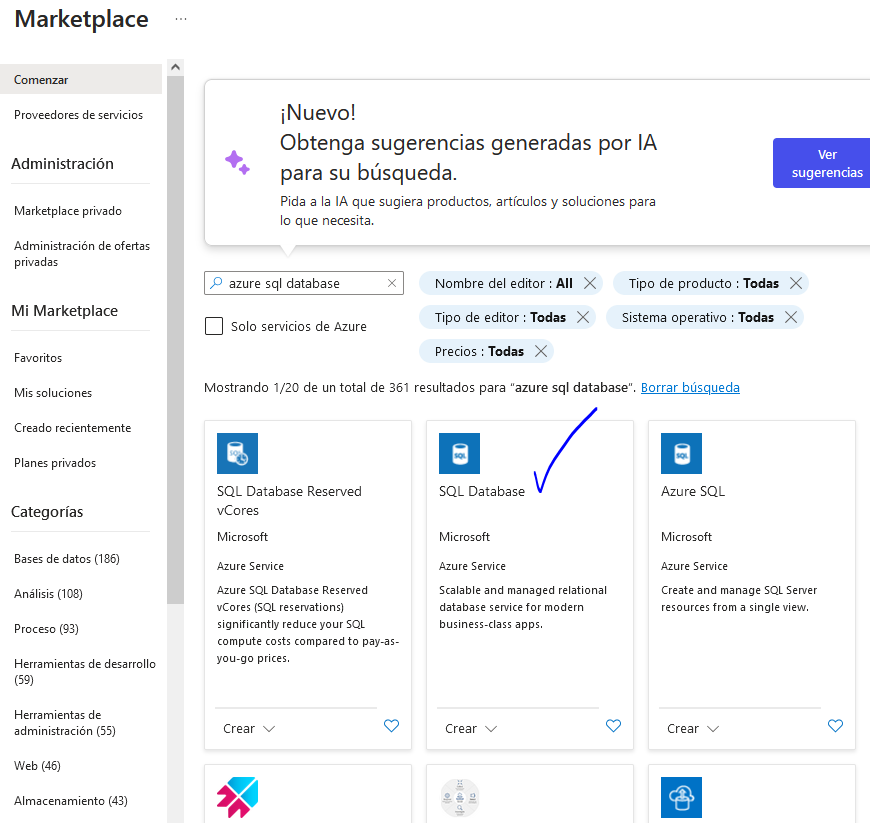 Marketplace ...
Comenzar
Proveedores de servicios
Administración
Marketplace privado
Administración de ofertas
privadas
Mi Marketplace
Favoritos
Mis soluciones
Creado recientemente
Planes privados
Categorías
Bases de datos (186)
Análisis (108)
Proceso (93)
Herramientas de desarrollo
(59)
Herramientas de
administración (55)
Web (46)
Almacenamiento (43)
¡Nuevo!
Obtenga sugerencias generadas por IA
para su búsqueda.
Pida a la IA que sugiera productos, artículos y soluciones para
lo que necesita.
Ver
sugerencias
azure sql database
Nombre del editor : All
Tipo de producto : Todas
Solo servicios de Azure
Tipo de editor : Todas
Sistema operativo : Todas
Precios : Todas
Mostrando 1/20 de un total de 361 resultados para “azure sql database”. Borrar búsqueda
SQL
SQL Database Reserved
vCores
Microsoft
Azure Service
Azure SQL Database Reserved
vCores (SQL reservations)
significantly reduce your SQL
compute costs compared to pay-as-
you-go prices.
Crear
SQL
SQL Database
Microsoft
Azure Service
Scalable and managed relational
database service for modern
business-class apps.
Crear
SQL
Azure SQL
Microsoft
Azure Service
Create and manage SQL Server
resources from a single view.
Crear